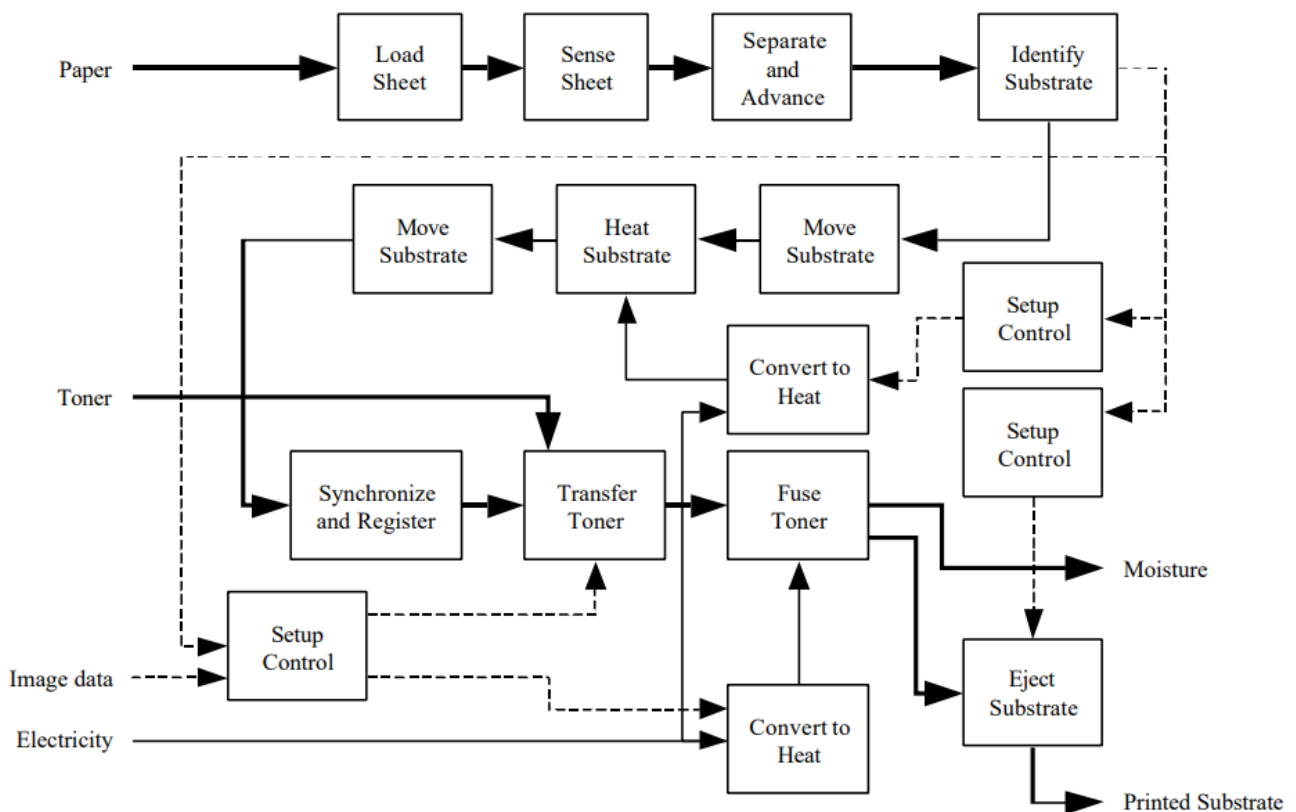 Paper
Load
Sheet
Sense
Sheet
Separate
and
Advance
Identify
Substrate
Move
Substrate
Heat
Substrate
Move
Substrate
Setup
Control
Convert to
Heat
Toner
Setup
Control
Synchronize
and Register
Transfer
Toner
Fuse
Toner
Moisture
Setup
Control
Image data
Eject
Substrate
Electricity
Convert to
Heat
Printed Substrate